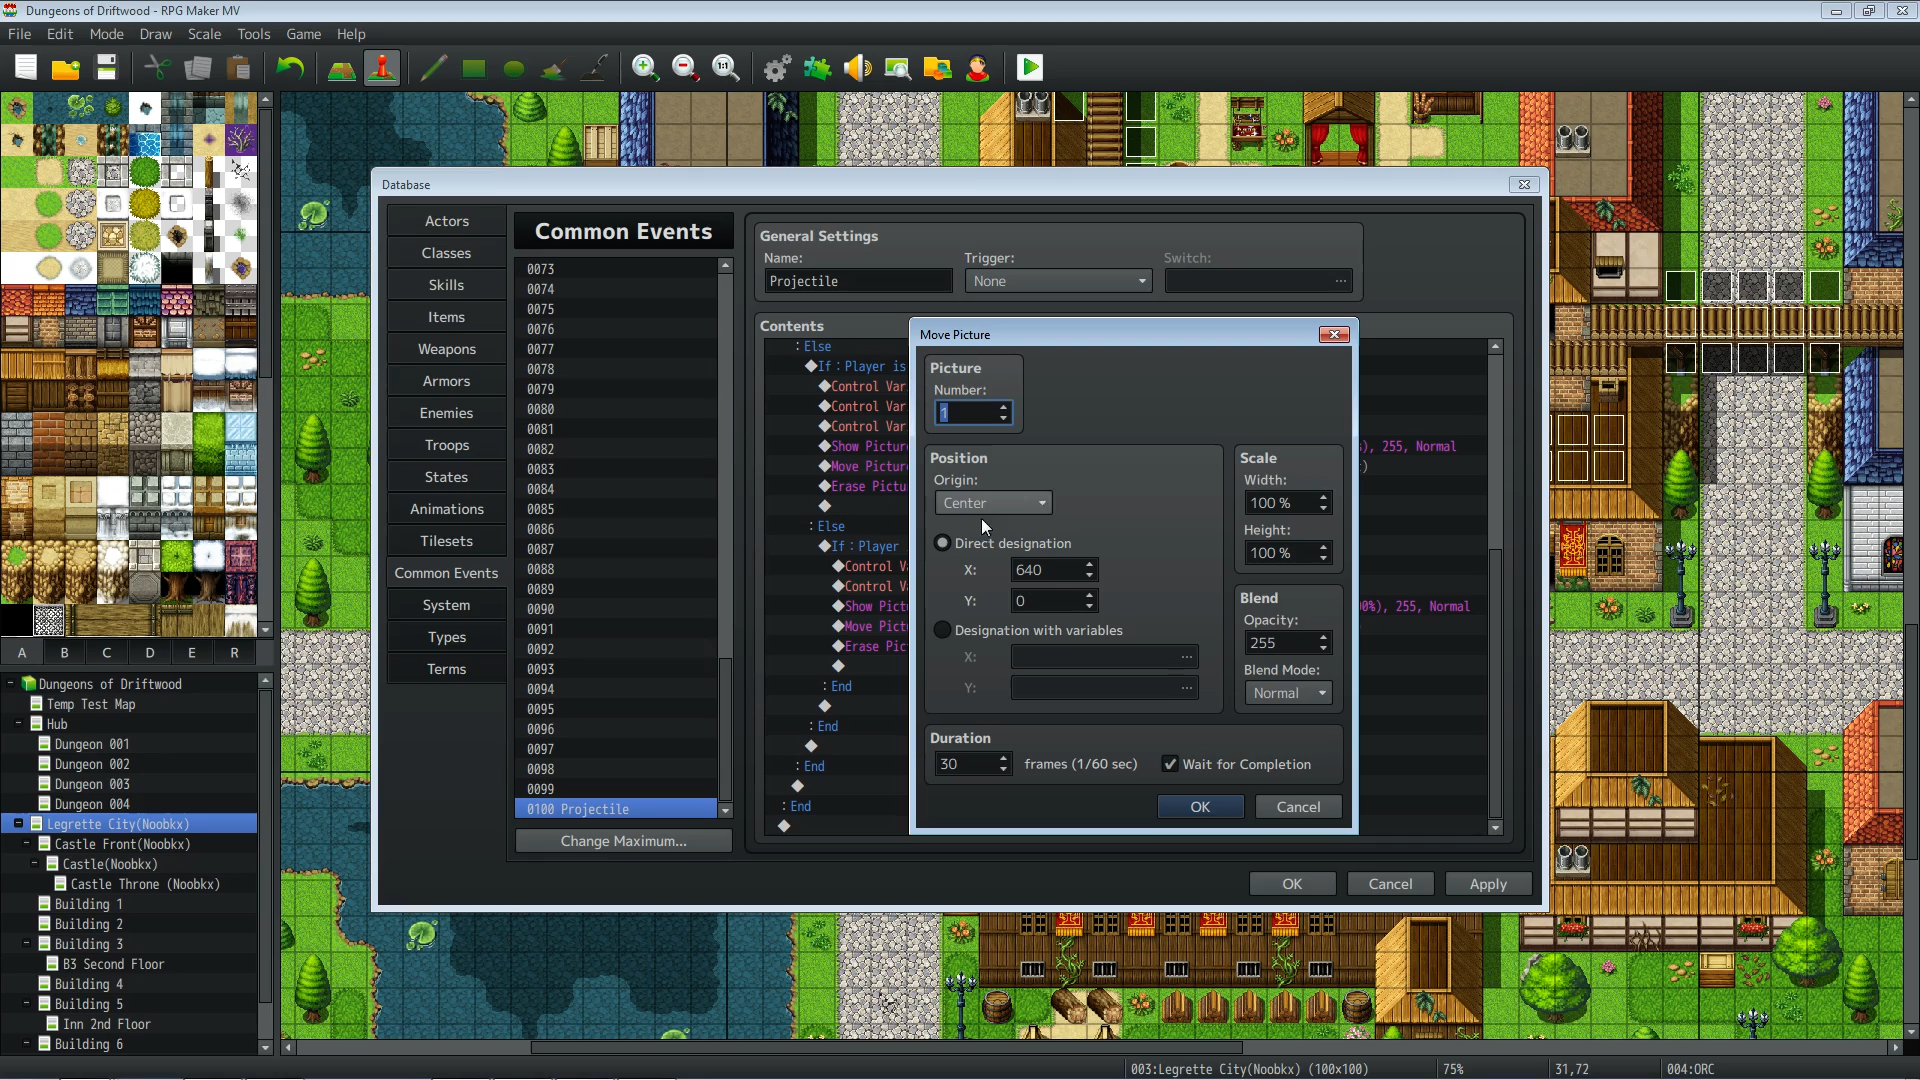 Dungeons of Driftwood - RPG Maker MV
File Edit Mode Draw Scale Tools Game Help
1:1
Database
Actors
Classes
Skills
Items
Weapons
Armors
Enemies
Troops
States
Animations
Tilesets
Common Events
System
Types
Terms
Common Events
0073
0074
0075
0076
0077
0078
0079
0080
0081
0082
0083
0084
0085
0086
0087
0088
0089
0090
0091
0092
0093
0094
0095
0096
0097
0098
0099
0100 Projectile
Change Maximum...
General Settings
Name: Trigger: Switch:
Projectile None ...
Contents
: Else
◆If : Player is
◆Control Var
◆Control Var
◆Control Var
◆Show Pictur ), 255, Normal
◆Move Picture )
◆Erase Pictu
◆
: Else
◆If : Player
◆Control Va
◆Control Va
◆Show Pict 0%), 255, Normal
◆Move Pictu
◆Erase Pic
◆
: End
◆
: End
◆
: End
◆
: End
◆
Move Picture
Picture
Number:
1
Position
Origin:
Center
Direct designation
X: 640
Y: 0
Designation with variables
X: ...
Y: ...
Scale
Width:
100 %
Height:
100 %
Blend
Opacity:
255
Blend Mode:
Normal
Duration
30 frames (1/60 sec) Wait for Completion
OK Cancel
OK Cancel Apply
A B C D E R
Dungeons of Driftwood
Temp Test Map
Hub
Dungeon 001
Dungeon 002
Dungeon 003
Dungeon 004
Legrette City(Noobkx)
Castle Front(Noobkx)
Castle(Noobkx)
Castle Throne (Noobkx)
Building 1
Building 2
Building 3
B3 Second Floor
Building 4
Building 5
Inn 2nd Floor
Building 6
003:Legrette City(Noobkx) (100x100) 75% 31,72 004:ORC